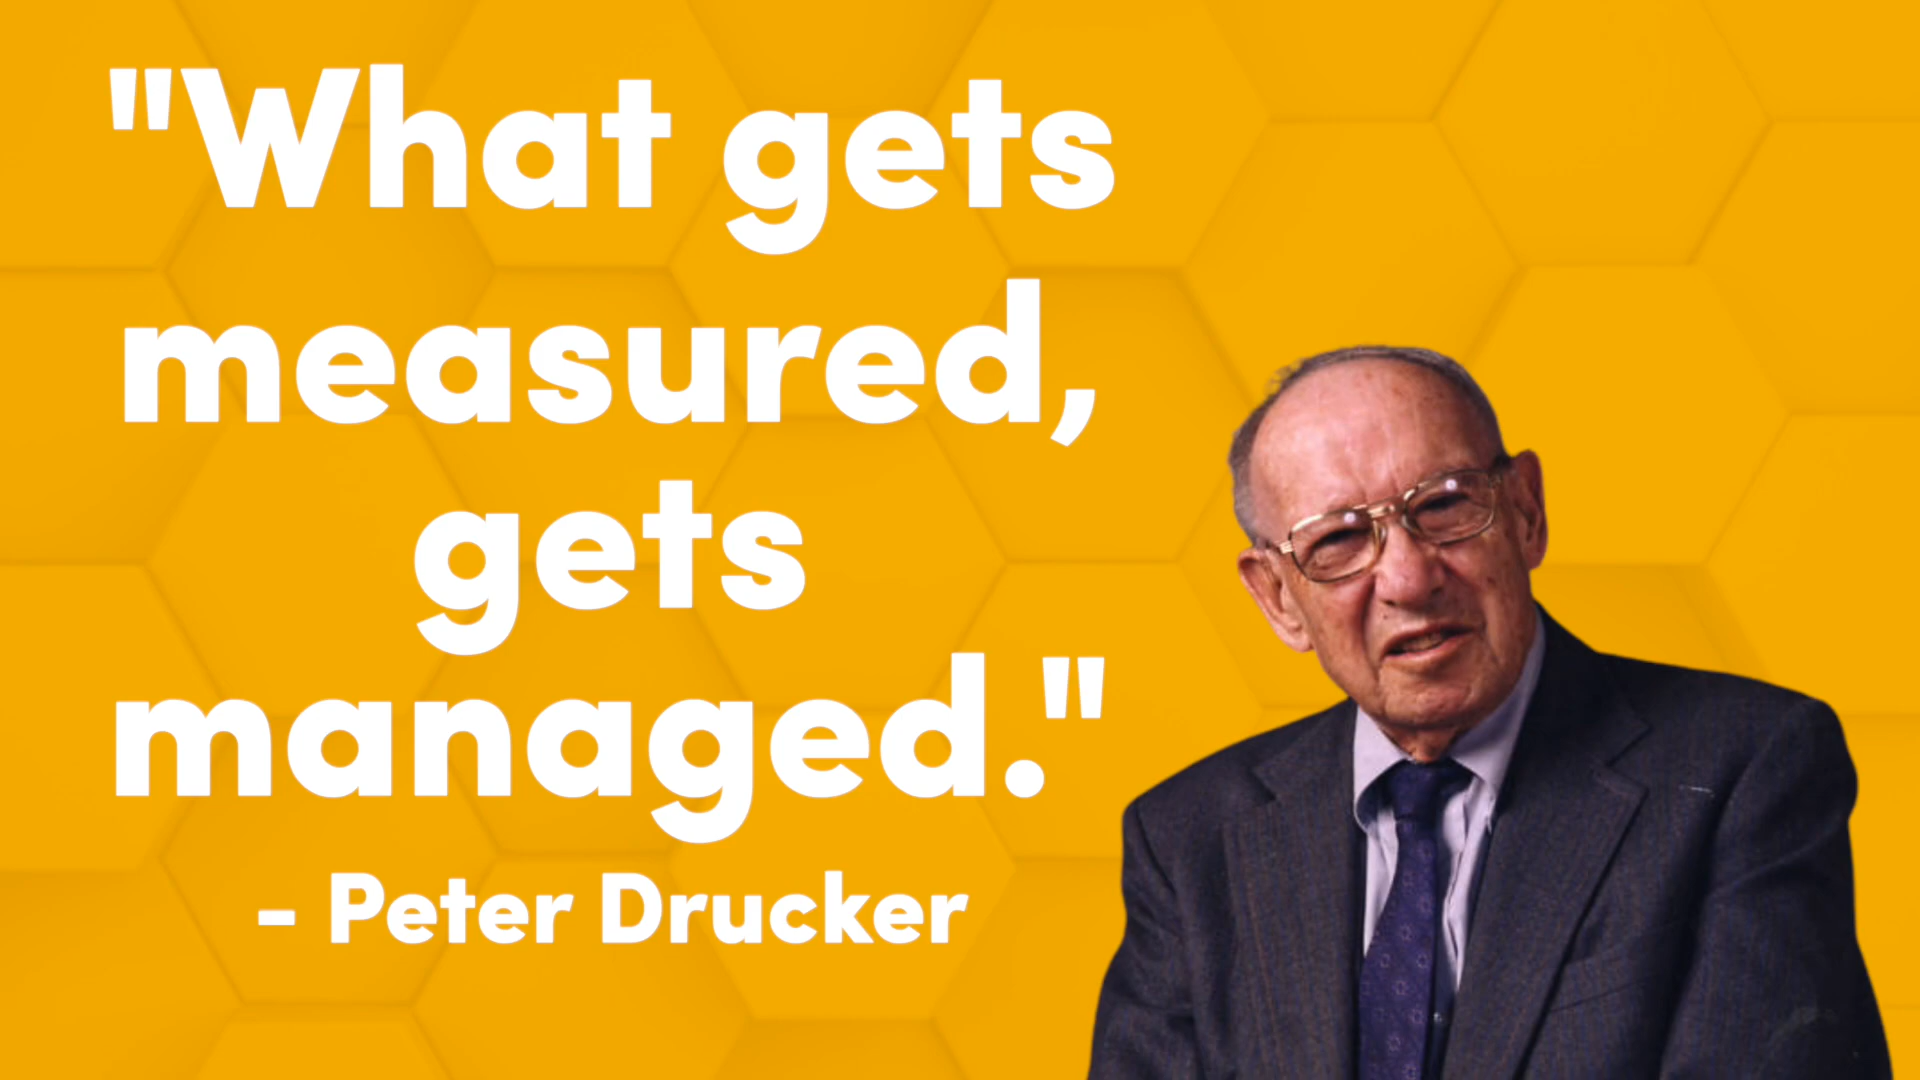 "What gets
measured,
gets
managed."
- Peter Drucker